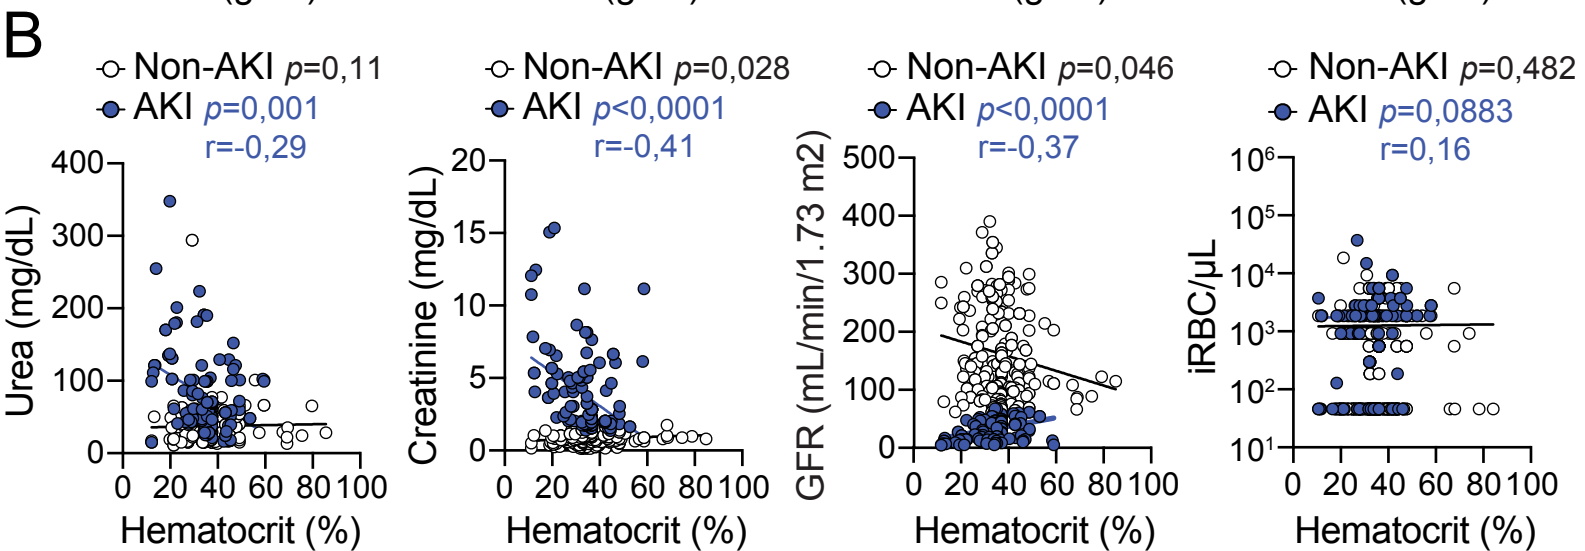 B
Non-AKI p=0,11
AKI p=0,001
r=-0,29
400
300
200
100
0
Urea (mg/dL)
0 20 40 60 80 100
Hematocrit (%)
Non-AKI p=0,028
AKI p<0,0001
r=-0,41
20
15
10
5
0
Creatinine (mg/dL)
0 20 40 60 80 100
Hematocrit (%)
Non-AKI p=0,046
AKI p<0,0001
r=-0,37
500
400
300
200
100
0
GFR (mL/min/1.73 m2)
0 20 40 60 80 100
Hematocrit (%)
Non-AKI p=0,482
AKI p=0,0883
r=0,16
10⁶
10⁵
10⁴
10³
10²
10¹
iRBC/μL
0 20 40 60 80 100
Hematocrit (%)